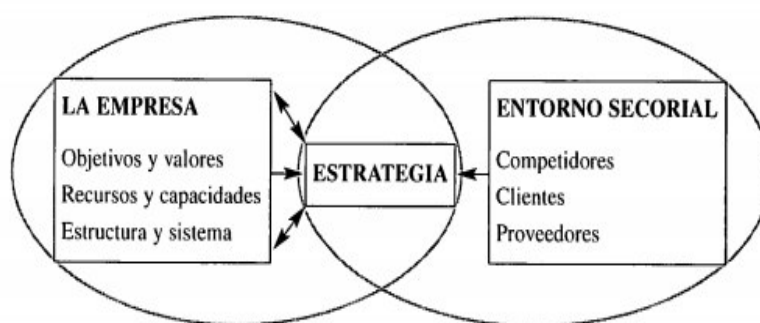 LA EMPRESA
Objetivos y valores
Recursos y capacidades
Estructura y sistema
ESTRATEGIA
ENTORNO SECORIAL
Competidores
Clientes
Proveedores